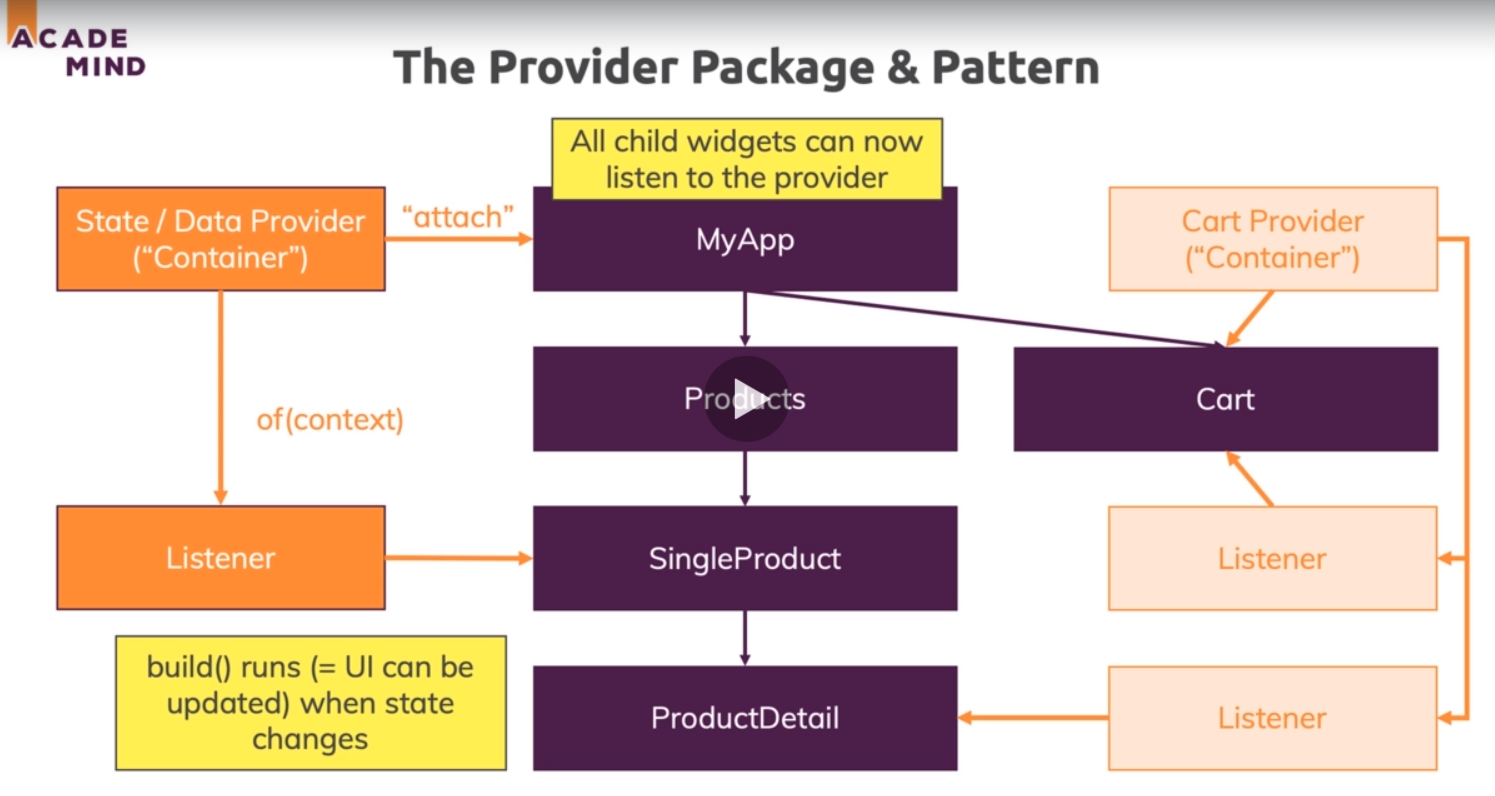 ACADE
MIND
The Provider Package & Pattern
All child widgets can now
listen to the provider
State / Data Provider
(“Container”)
“attach”
MyApp
Cart Provider
(“Container”)
Products
Cart
of(context)
Listener
SingleProduct
Listener
build() runs (= UI can be
updated) when state
changes
ProductDetail
Listener